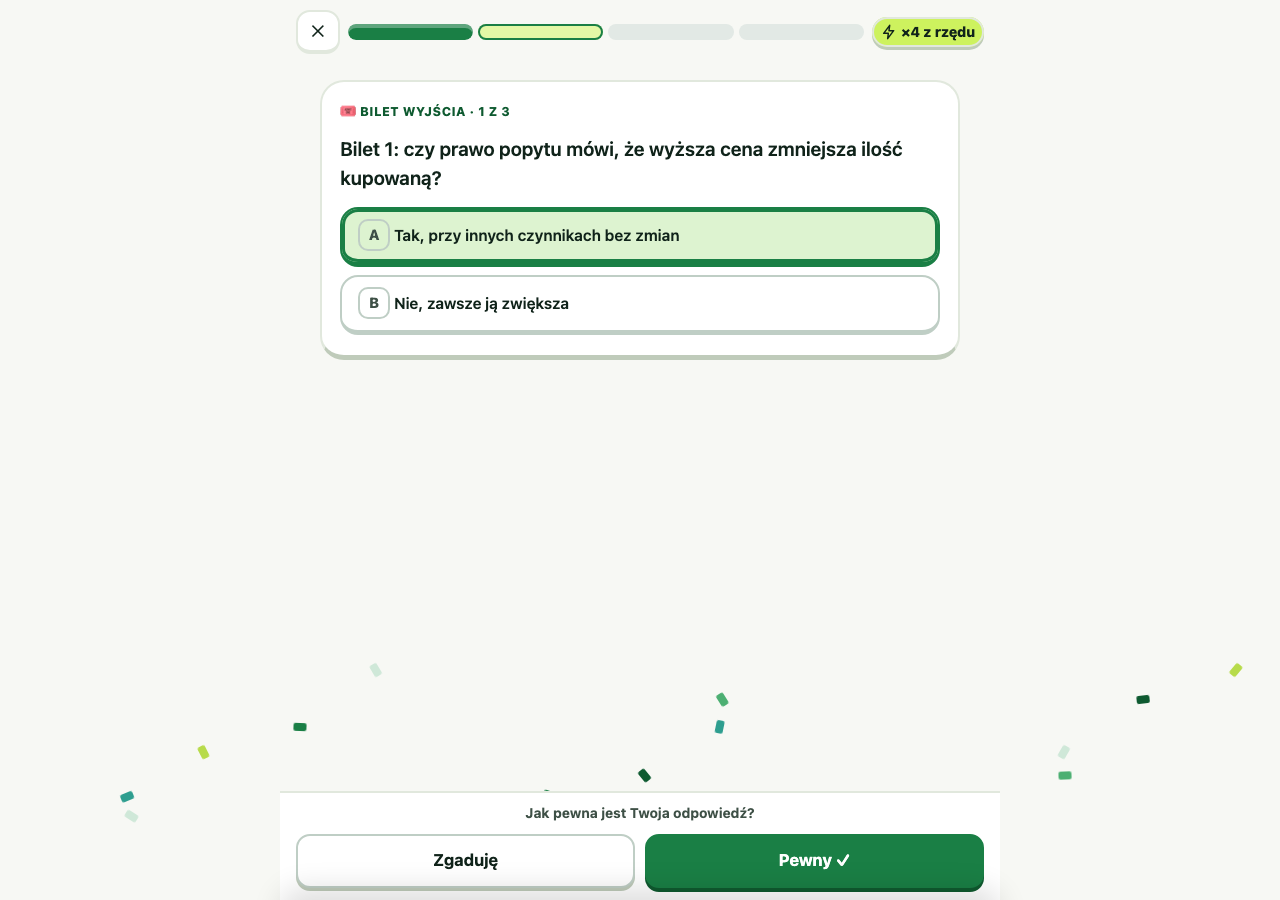 ×4 z rzędu
BILET WYJŚCIA · 1 Z 3
Bilet 1: czy prawo popytu mówi, że wyższa cena zmniejsza ilość
kupowaną?
A Tak, przy innych czynnikach bez zmian
B Nie, zawsze ją zwiększa
Jak pewna jest Twoja odpowiedź?
Zgaduję
Pewny ✓